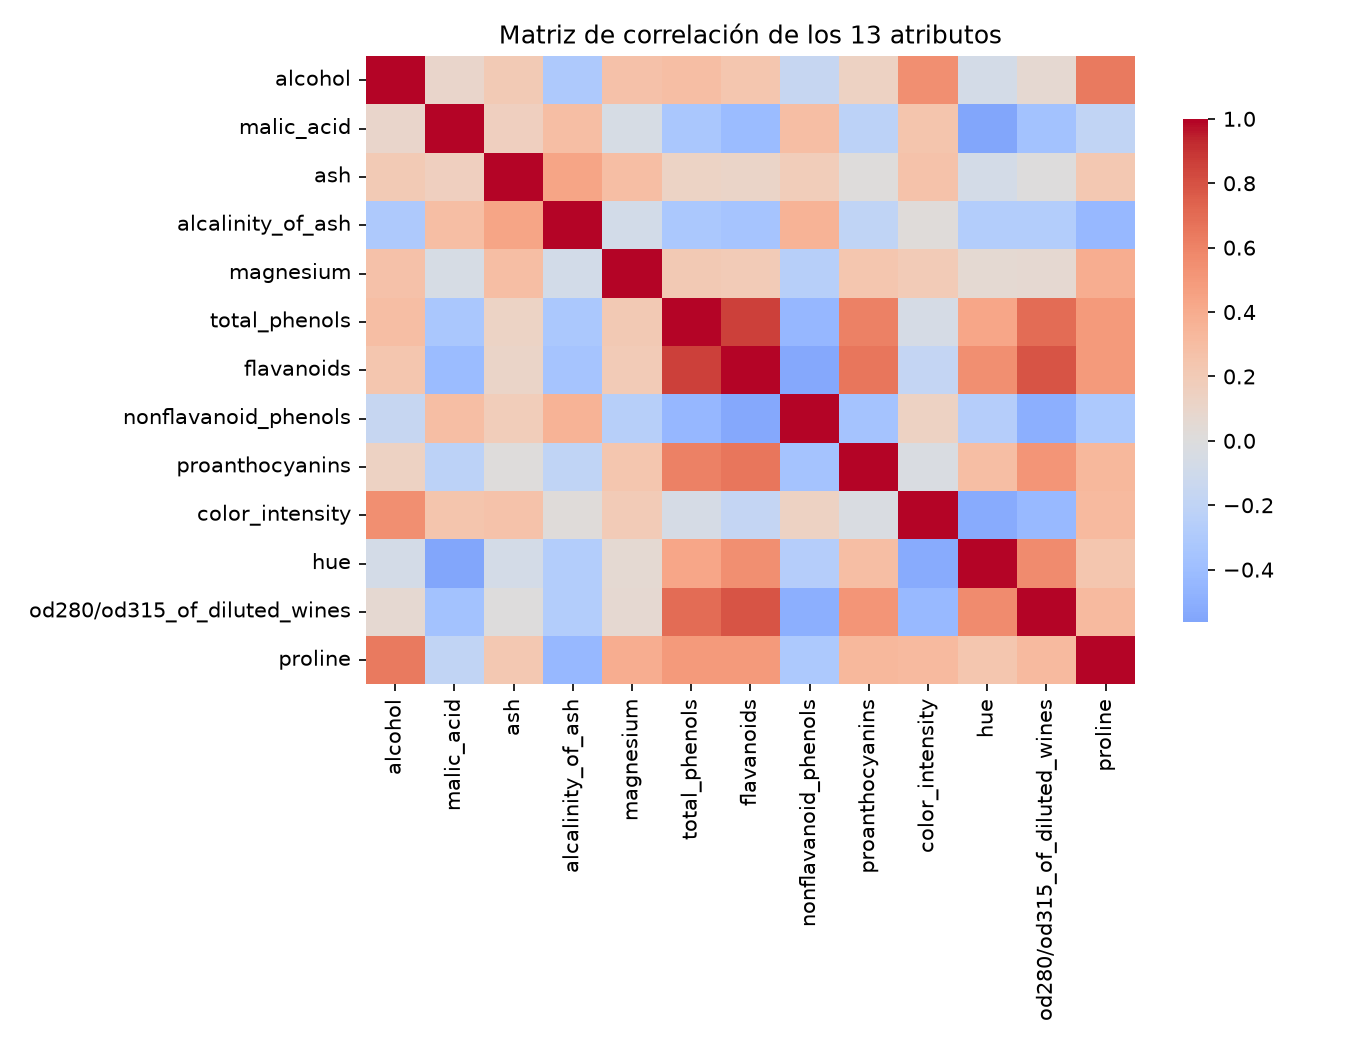 Matriz de correlación de los 13 atributos
alcohol
malic_acid
ash
alcalinity_of_ash
magnesium
total_phenols
flavanoids
nonflavanoid_phenols
proanthocyanins
color_intensity
hue
od280/od315_of_diluted_wines
proline
alcohol
malic_acid
ash
alcalinity_of_ash
magnesium
total_phenols
flavanoids
nonflavanoid_phenols
proanthocyanins
color_intensity
hue
od280/od315_of_diluted_wines
proline
1.0
0.8
0.6
0.4
0.2
0.0
−0.2
−0.4